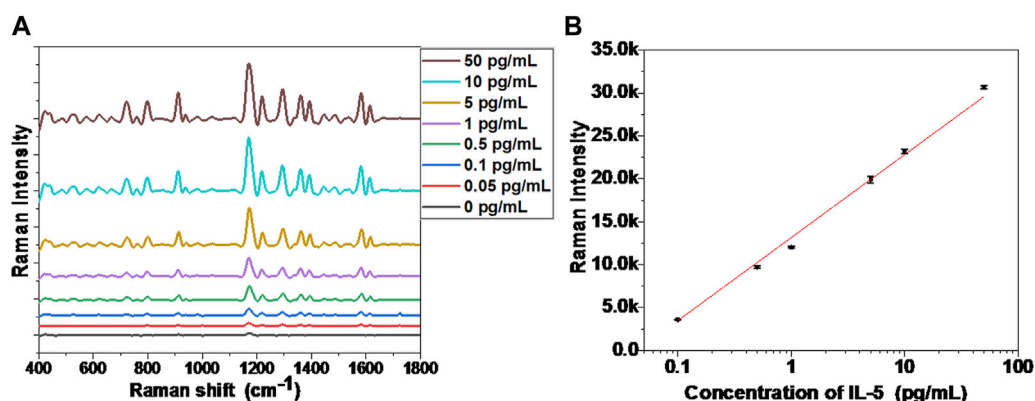 A
Raman Intensity
400 600 800 1000 1200 1400 1600 1800
Raman shift (cm⁻¹)
50 pg/mL
10 pg/mL
5 pg/mL
1 pg/mL
0.5 pg/mL
0.1 pg/mL
0.05 pg/mL
0 pg/mL
B
Raman Intensity
35.0k
30.0k
25.0k
20.0k
15.0k
10.0k
5.0k
0.0
0.1 1 10 100
Concentration of IL-5 (pg/mL)